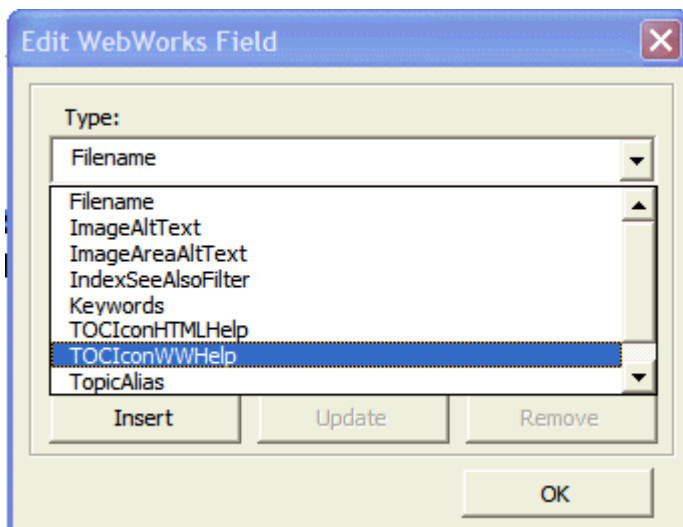 Edit WebWorks Field
Type:
Filename
Filename
ImageAltText
ImageAreaAltText
IndexSeeAlsoFilter
Keywords
TOCIconHTMLHelp
TOCIconWWHelp
TopicAlias
Insert Update Remove
OK